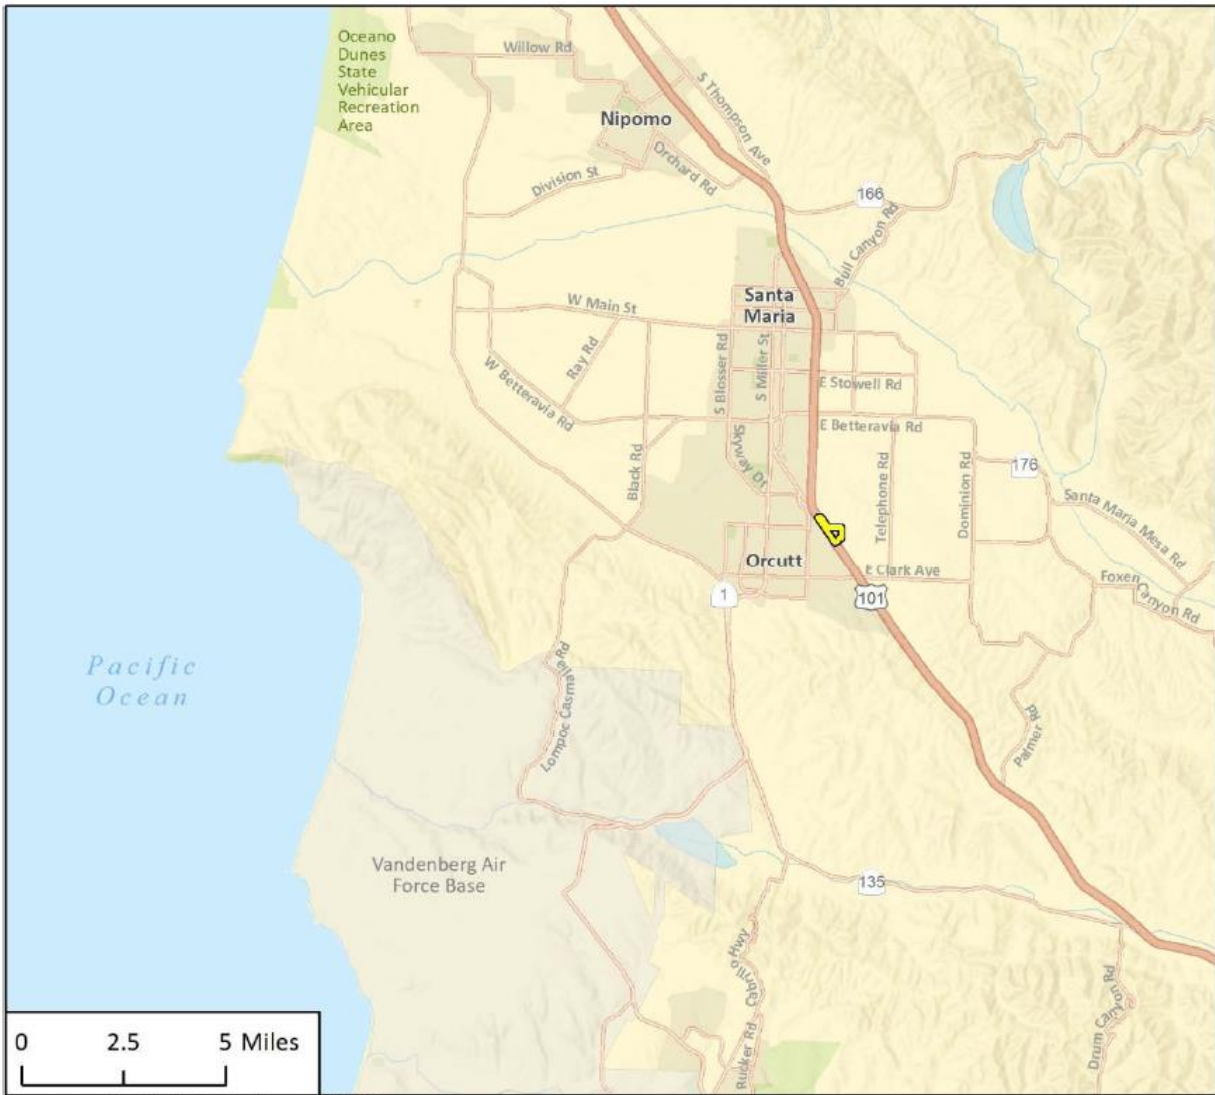 Oceano
Dunes
State
Vehicular
Recreation
Area
Willow Rd
S Thompson Ave
Nipomo
Orchard Rd
Division St
166
Bull Canyon Rd
Santa
Maria
W Main St
Ray Rd
S Blosser Rd
S Miller St
E Stowell Rd
W Betteravia Rd
E Betteravia Rd
Black Rd
Skyway Dr
Telephone Rd
Dominion Rd
176
Santa Maria Mesa Rd
Orcutt
E Clark Ave
Foxen
Canyon Rd
1
101
Pacific
Ocean
Lompoc Casmalia Rd
Palmer Rd
Vandenberg Air
Force Base
135
Cabrillo Hwy
Rucker Rd
Drum Canyon Rd
0 2.5 5 Miles